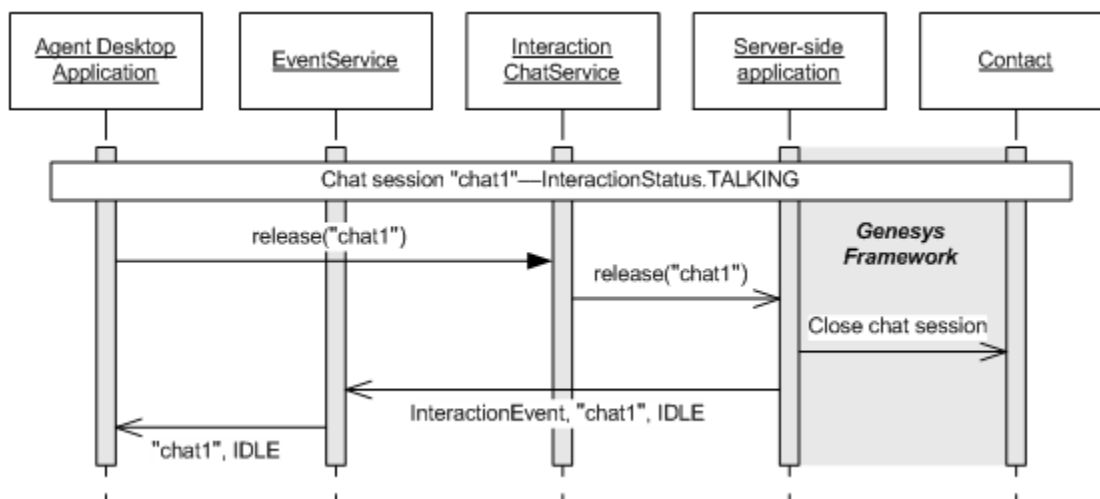 Agent Desktop
Application
EventService
Interaction
ChatService
Server-side
application
Contact
Chat session "chat1"—InteractionStatus.TALKING
release("chat1")
Genesys
Framework
release("chat1")
Close chat session
InteractionEvent, "chat1", IDLE
"chat1", IDLE